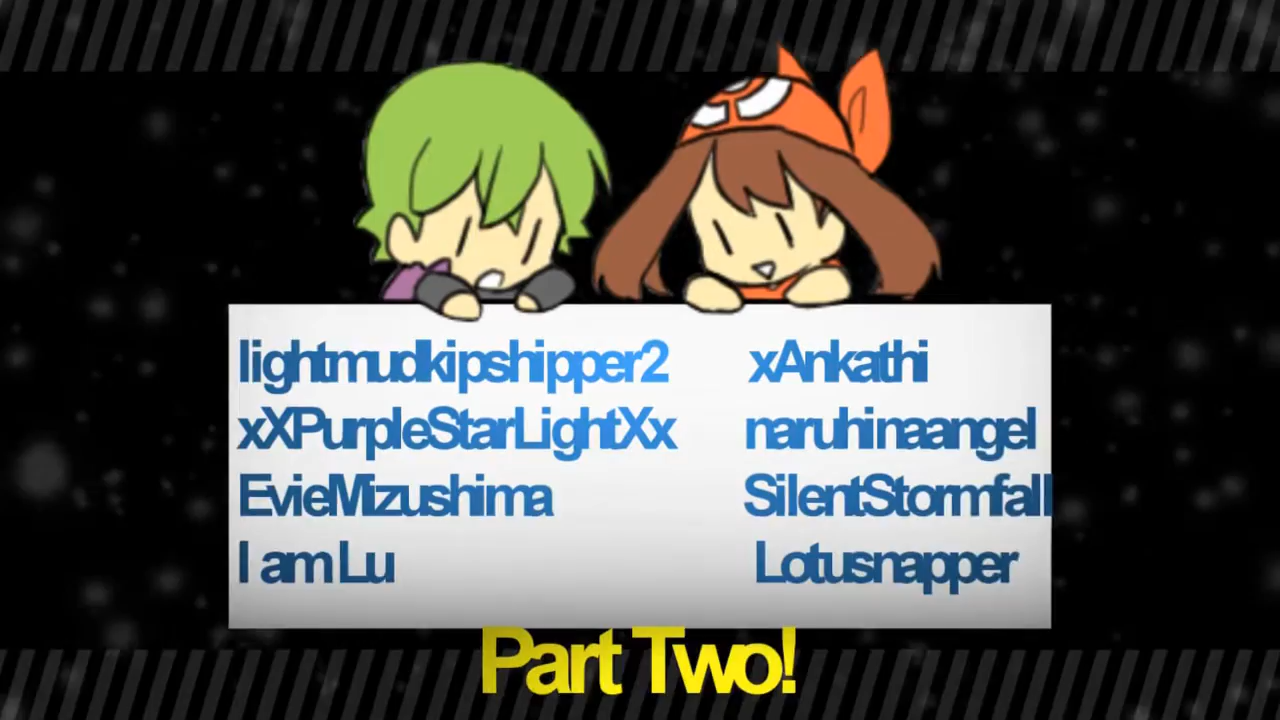 lightmudkipshipper2 xAnkathi
xXPurpleStarLightXx naruhinaangel
EvieMizushima SilentStormfall
I am Lu Lotusnapper
Part Two!